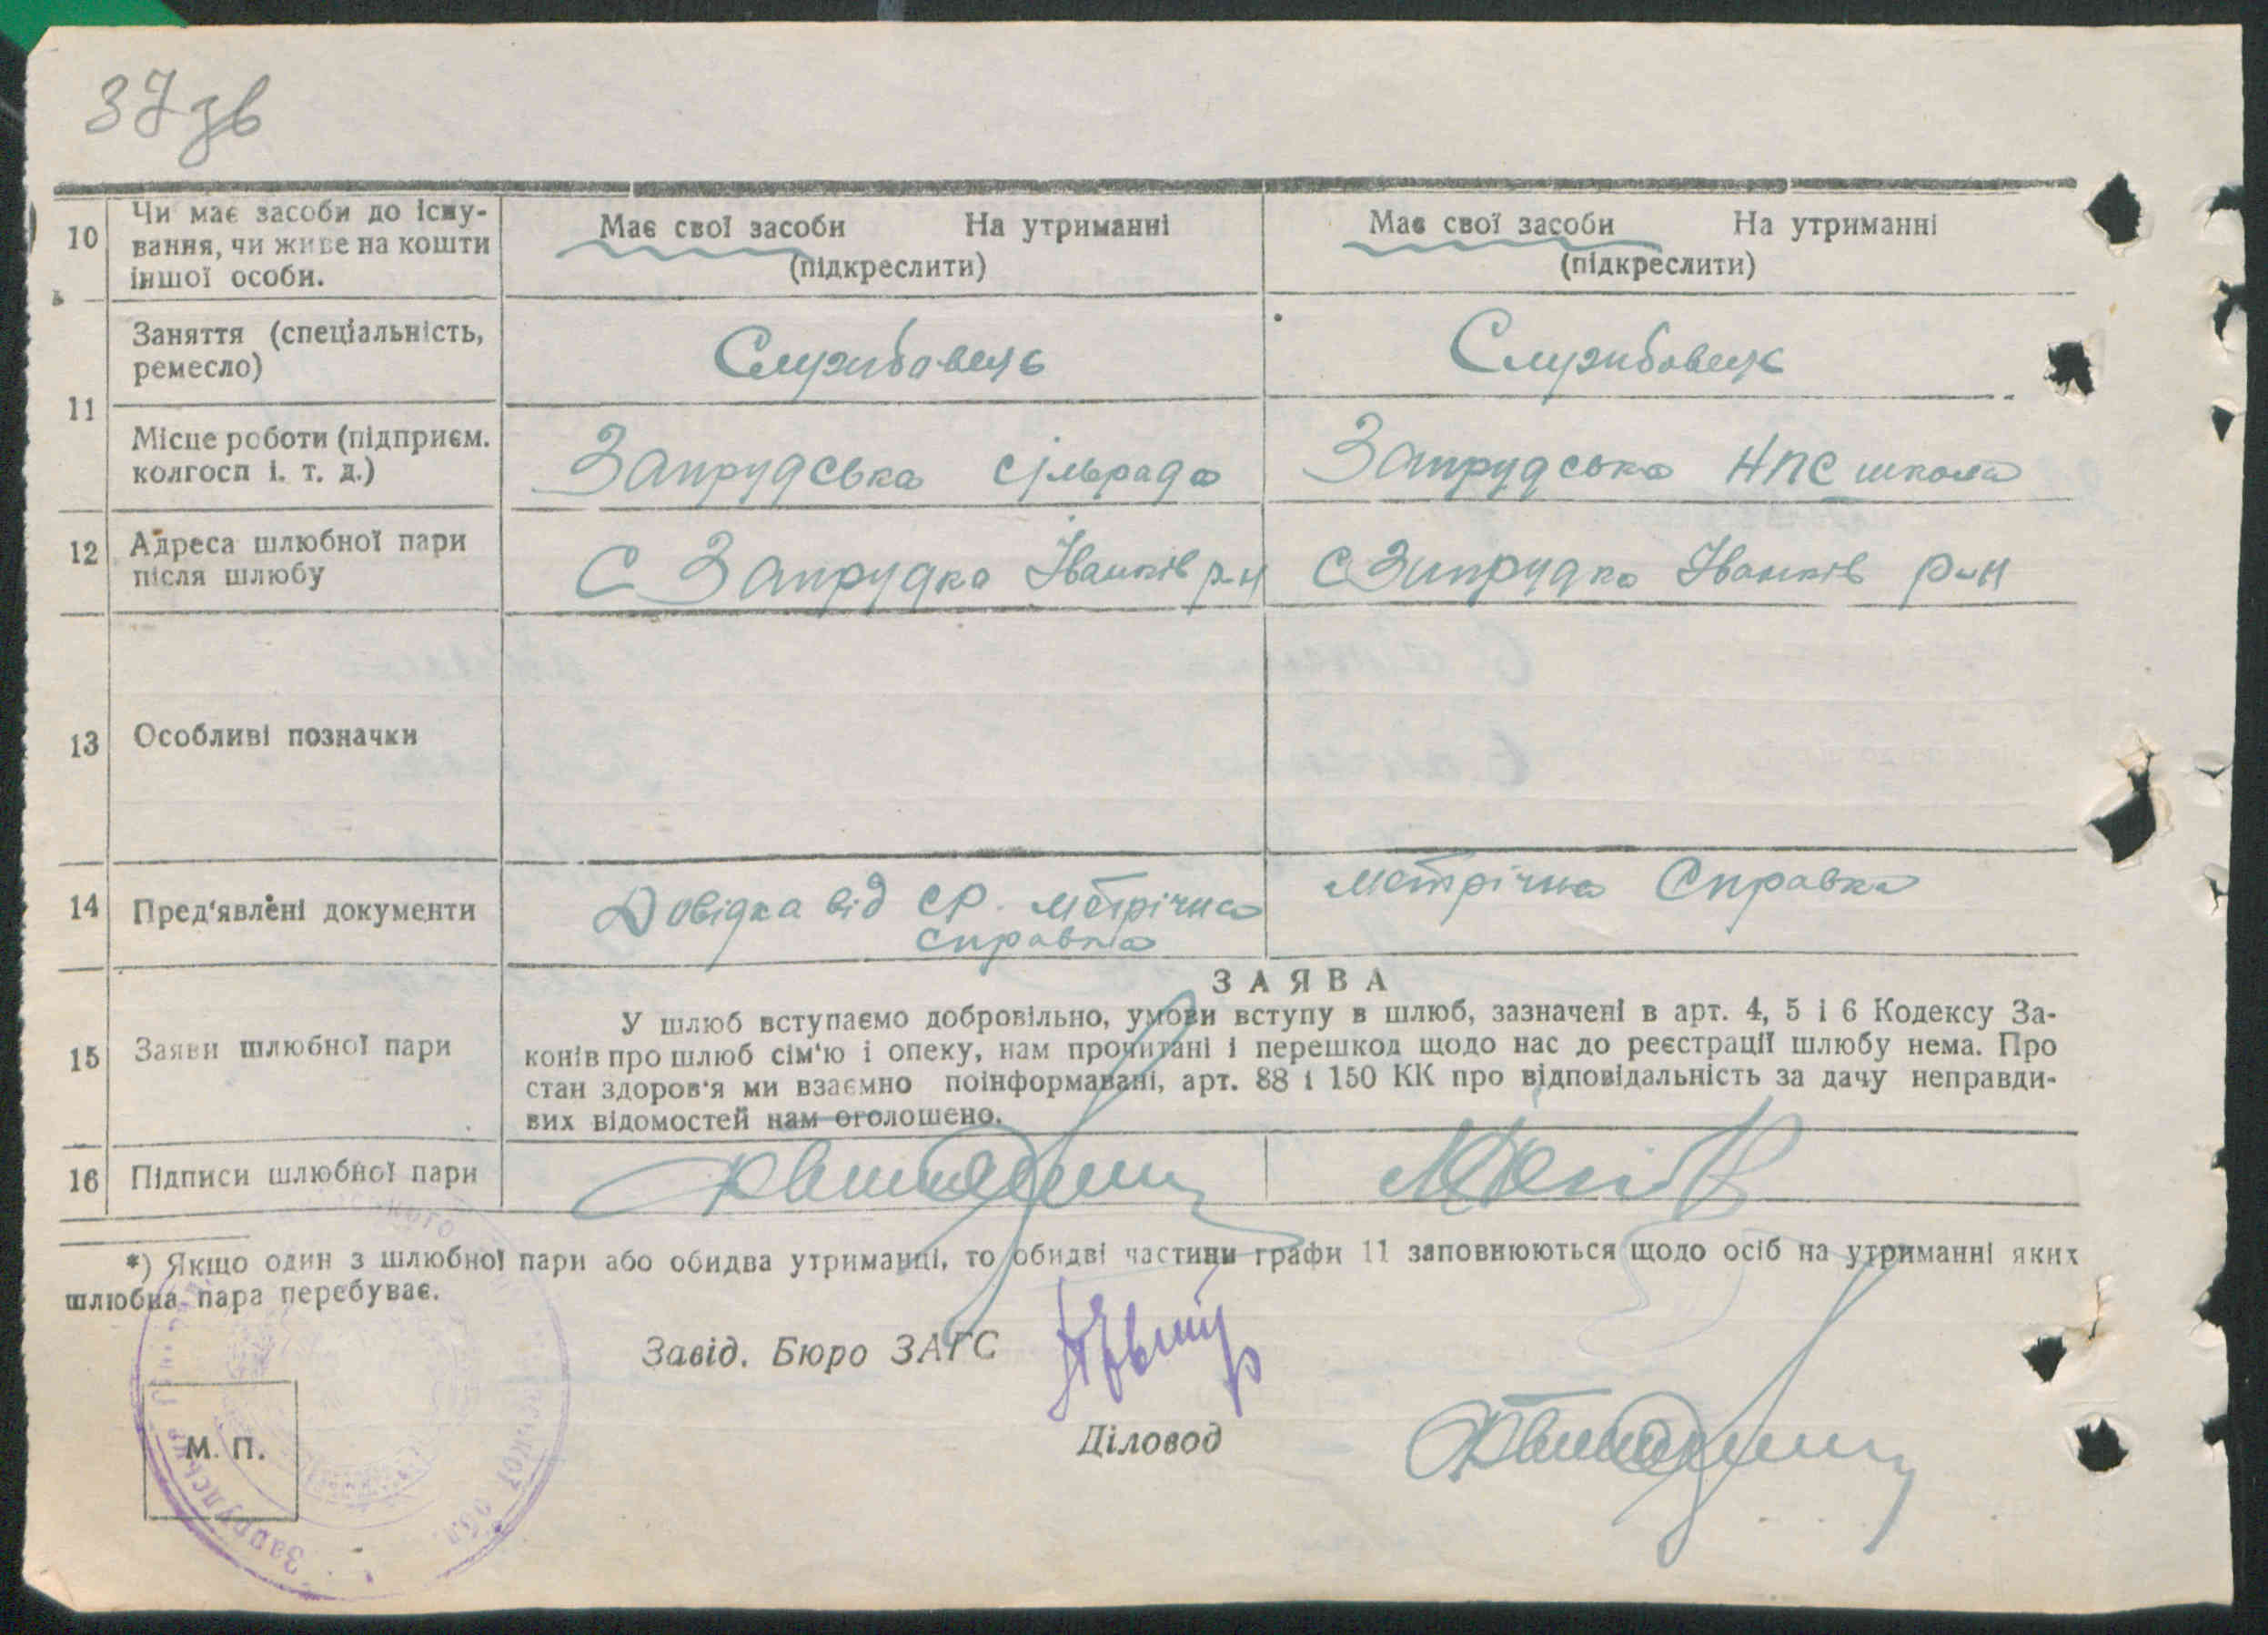 37 зв
10 Чи має засоби до існу-
вання, чи живе на кошти
іншої особи.
Має свої засоби На утриманні
(підкреслити)
Має свої засоби На утриманні
(підкреслити)
11
Заняття (спеціальність,
ремесло)
Службовець
Службовець
Місце роботи (підприєм.
колгосп і. т. д.)
Запрудська сільрада
Запрудська НПС школа
12 Адреса шлюбної пари
після шлюбу
С Запрудка Іванків р-н
С Запрудка Іванків р-н
13 Особливі позначки
14 Пред'явлені документи
Довідка від СР. метрічна
справка
метрічна Справка
15 Заяви шлюбної пари
ЗАЯВА
У шлюб вступаємо добровільно, умови вступу в шлюб, зазначені в арт. 4, 5 і 6 Кодексу За-
конів про шлюб сім'ю і опеку, нам прочитані і перешкод щодо нас до реєстрації шлюбу нема. Про
стан здоров'я ми взаємно поінформавані, арт. 88 і 150 КК про відповідальність за дачу неправди-
вих відомостей нам оголошено.
16 Підписи шлюбної пари
*) Якщо один з шлюбної пари або обидва утриманці, то обидві частини графи 11 заповнюються щодо осіб на утриманні яких
шлюбна пара перебуває.
Завід. Бюро ЗАГС
Діловод
М. П.